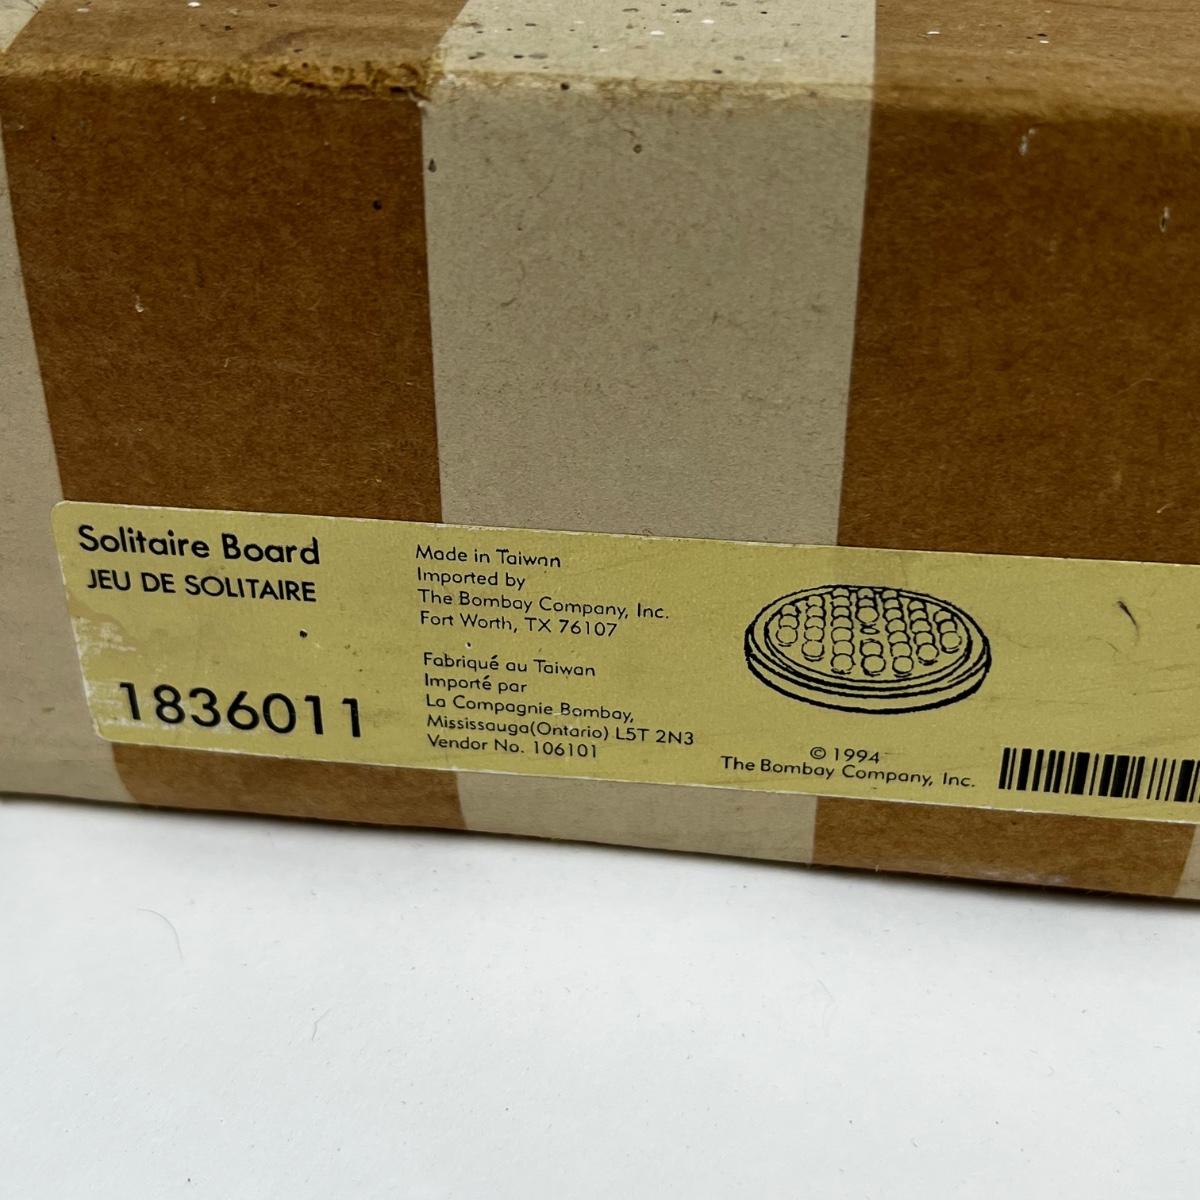 Solitaire Board
JEU DE SOLITAIRE
1836011
Made in Taiwan
Imported by
The Bombay Company, Inc.
Fort Worth, TX 76107
Fabriqué au Taiwan
Importé par
La Compagnie Bombay,
Mississauga(Ontario) L5T 2N3
Vendor No. 106101
© 1994
The Bombay Company, Inc.